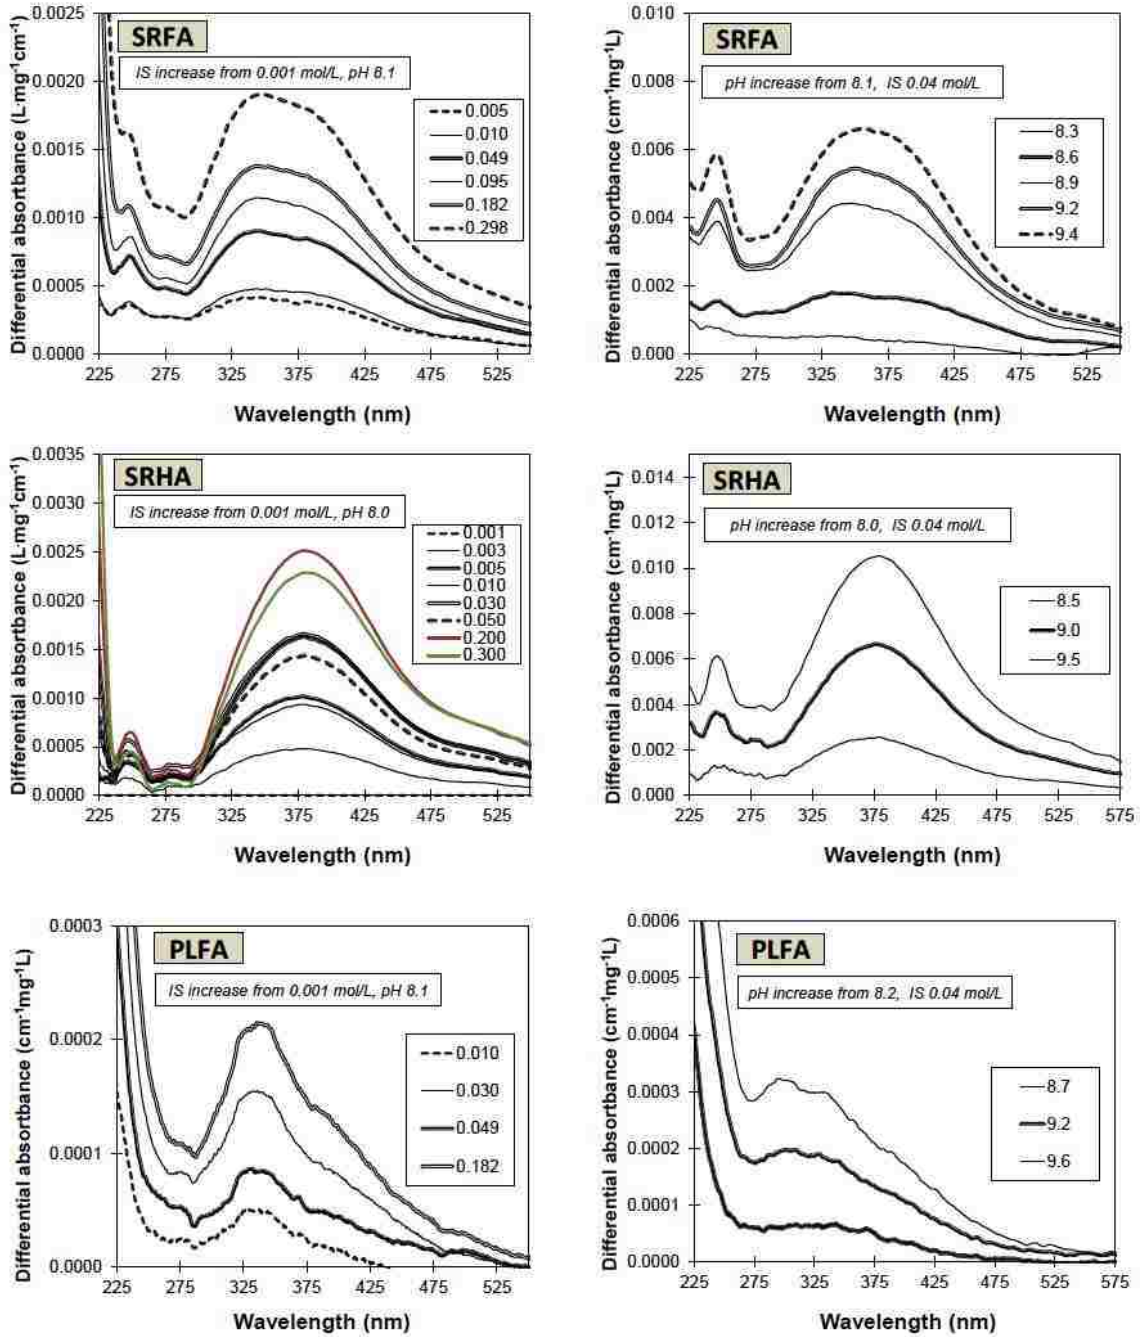 SRFA
IS increase from 0.001 mol/L, pH 8.1
Differential absorbance (L·mg⁻¹cm⁻¹)
0.0025
0.0020
0.0015
0.0010
0.0005
0.0000
0.005
0.010
0.049
0.095
0.182
0.298
225 275 325 375 425 475 525
Wavelength (nm)
SRFA
pH increase from 8.1, IS 0.04 mol/L
Differential absorbance (cm⁻¹mg⁻¹L)
0.010
0.008
0.006
0.004
0.002
0.000
8.3
8.6
8.9
9.2
9.4
225 275 325 375 425 475 525
Wavelength (nm)
SRHA
IS increase from 0.001 mol/L, pH 8.0
Differential absorbance (L·mg⁻¹cm⁻¹)
0.0035
0.0030
0.0025
0.0020
0.0015
0.0010
0.0005
0.0000
0.001
0.003
0.005
0.010
0.030
0.050
0.200
0.300
225 275 325 375 425 475 525
Wavelength (nm)
SRHA
pH increase from 8.0, IS 0.04 mol/L
Differential absorbance (cm⁻¹mg⁻¹L)
0.014
0.012
0.010
0.008
0.006
0.004
0.002
0.000
8.5
9.0
9.5
225 275 325 375 425 475 525 575
Wavelength (nm)
PLFA
IS increase from 0.001 mol/L, pH 8.1
Differential absorbance (cm⁻¹mg⁻¹L)
0.0003
0.0002
0.0001
0.0000
0.010
0.030
0.049
0.182
225 275 325 375 425 475 525
Wavelength (nm)
PLFA
pH increase from 8.2, IS 0.04 mol/L
Differential absorbance (cm⁻¹mg⁻¹L)
0.0006
0.0005
0.0004
0.0003
0.0002
0.0001
0.0000
8.7
9.2
9.6
225 275 325 375 425 475 525 575
Wavelength (nm)